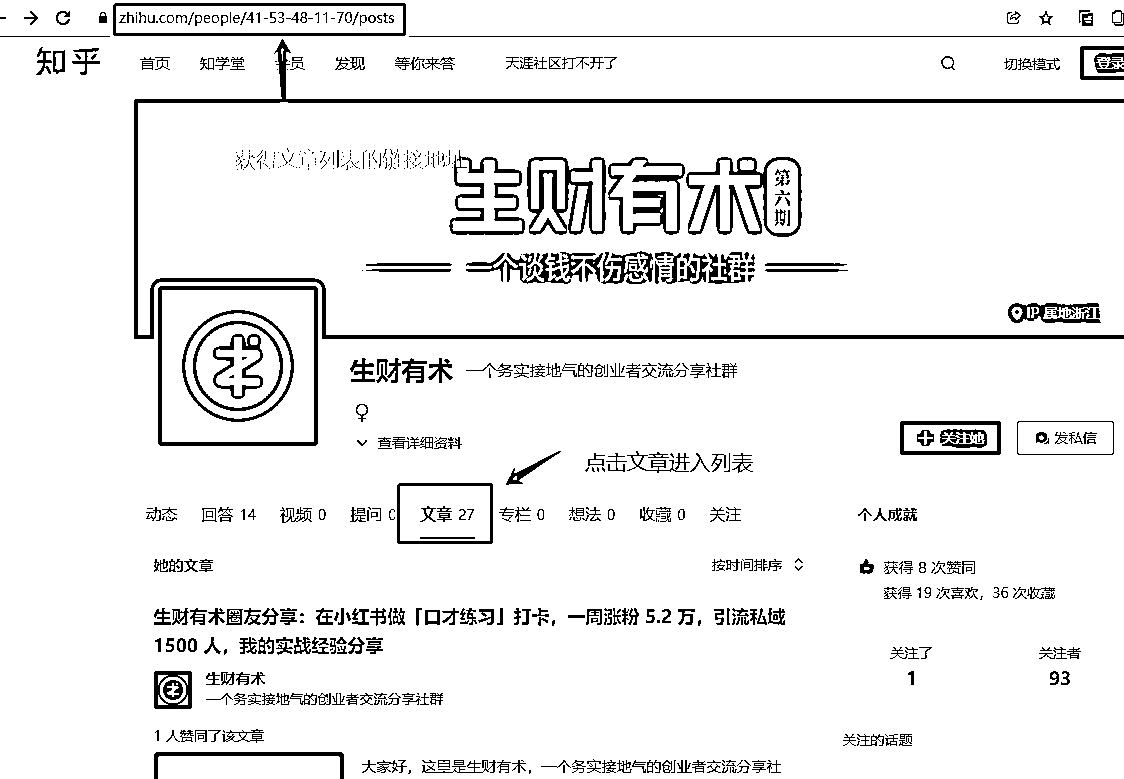 zhihu.com/people/41-53-48-11-70/posts
知乎 首页 知学堂 会员 发现 等你来答 天涯社区打不开了 切换模式 登录
获得文章列表的链接地址
生财有术 第六期
一个谈钱不伤感情的社群
IP 属地浙江
生财有术 一个务实接地气的创业者交流分享社群
查看详细资料
关注她 发私信
点击文章进入列表
动态 回答 14 视频 0 提问 0 文章 27 专栏 0 想法 0 收藏 0 关注
个人成就
她的文章 按时间排序
获得 8 次赞同
获得 19 次喜欢，36 次收藏
生财有术圈友分享：在小红书做「口才练习」打卡，一周涨粉 5.2 万，引流私域
1500 人，我的实战经验分享
关注了 关注者
1 93
生财有术
一个务实接地气的创业者交流分享社群
1 人赞同了该文章
关注的话题
大家好，这里是生财有术，一个务实接地气的创业者交流分享社